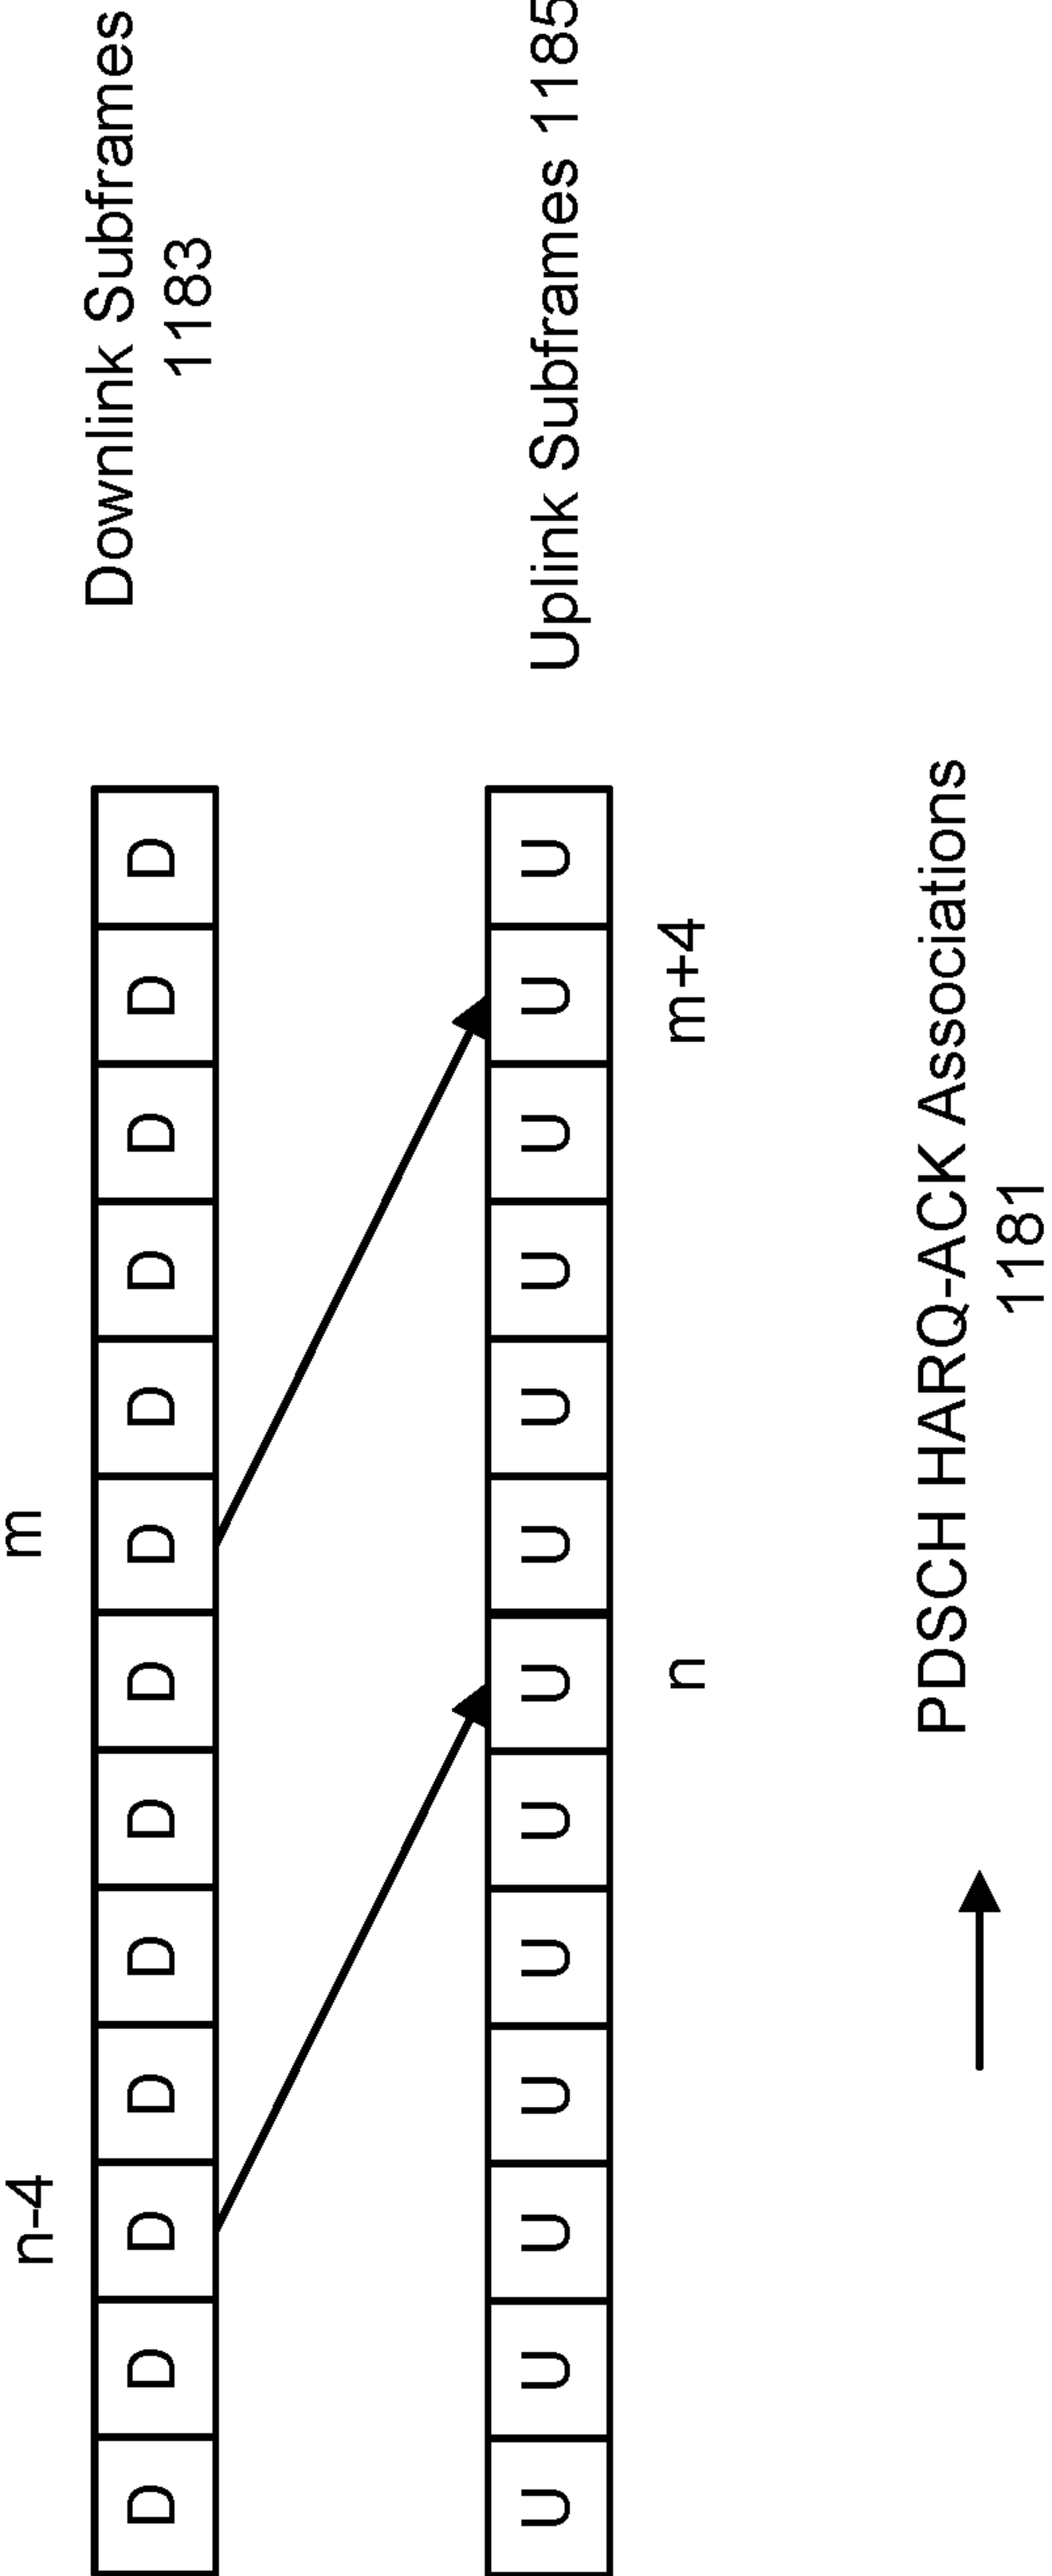 n-4 m
D D D D D D D D D D D D D
Downlink Subframes
1183
U U U U U U U U U U U U U
Uplink Subframes 1185
n m+4
PDSCH HARQ-ACK Associations
1181